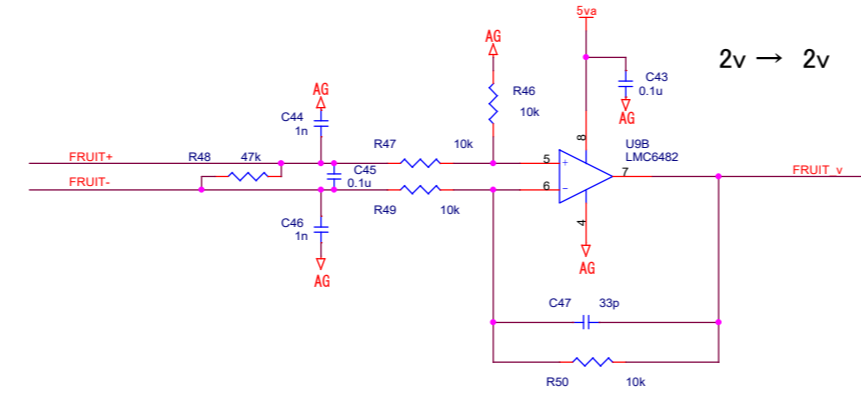 5va
2v → 2v
AG
C43
0.1u
AG
R46
10k
AG
C44
1n
R47
10k
8
U9B
LMC6482
FRUIT+
R48
47k
5
+
C45
0.1u
7
FRUIT_v
FRUIT-
6
−
R49
10k
4
C46
1n
AG
AG
C47
33p
R50
10k